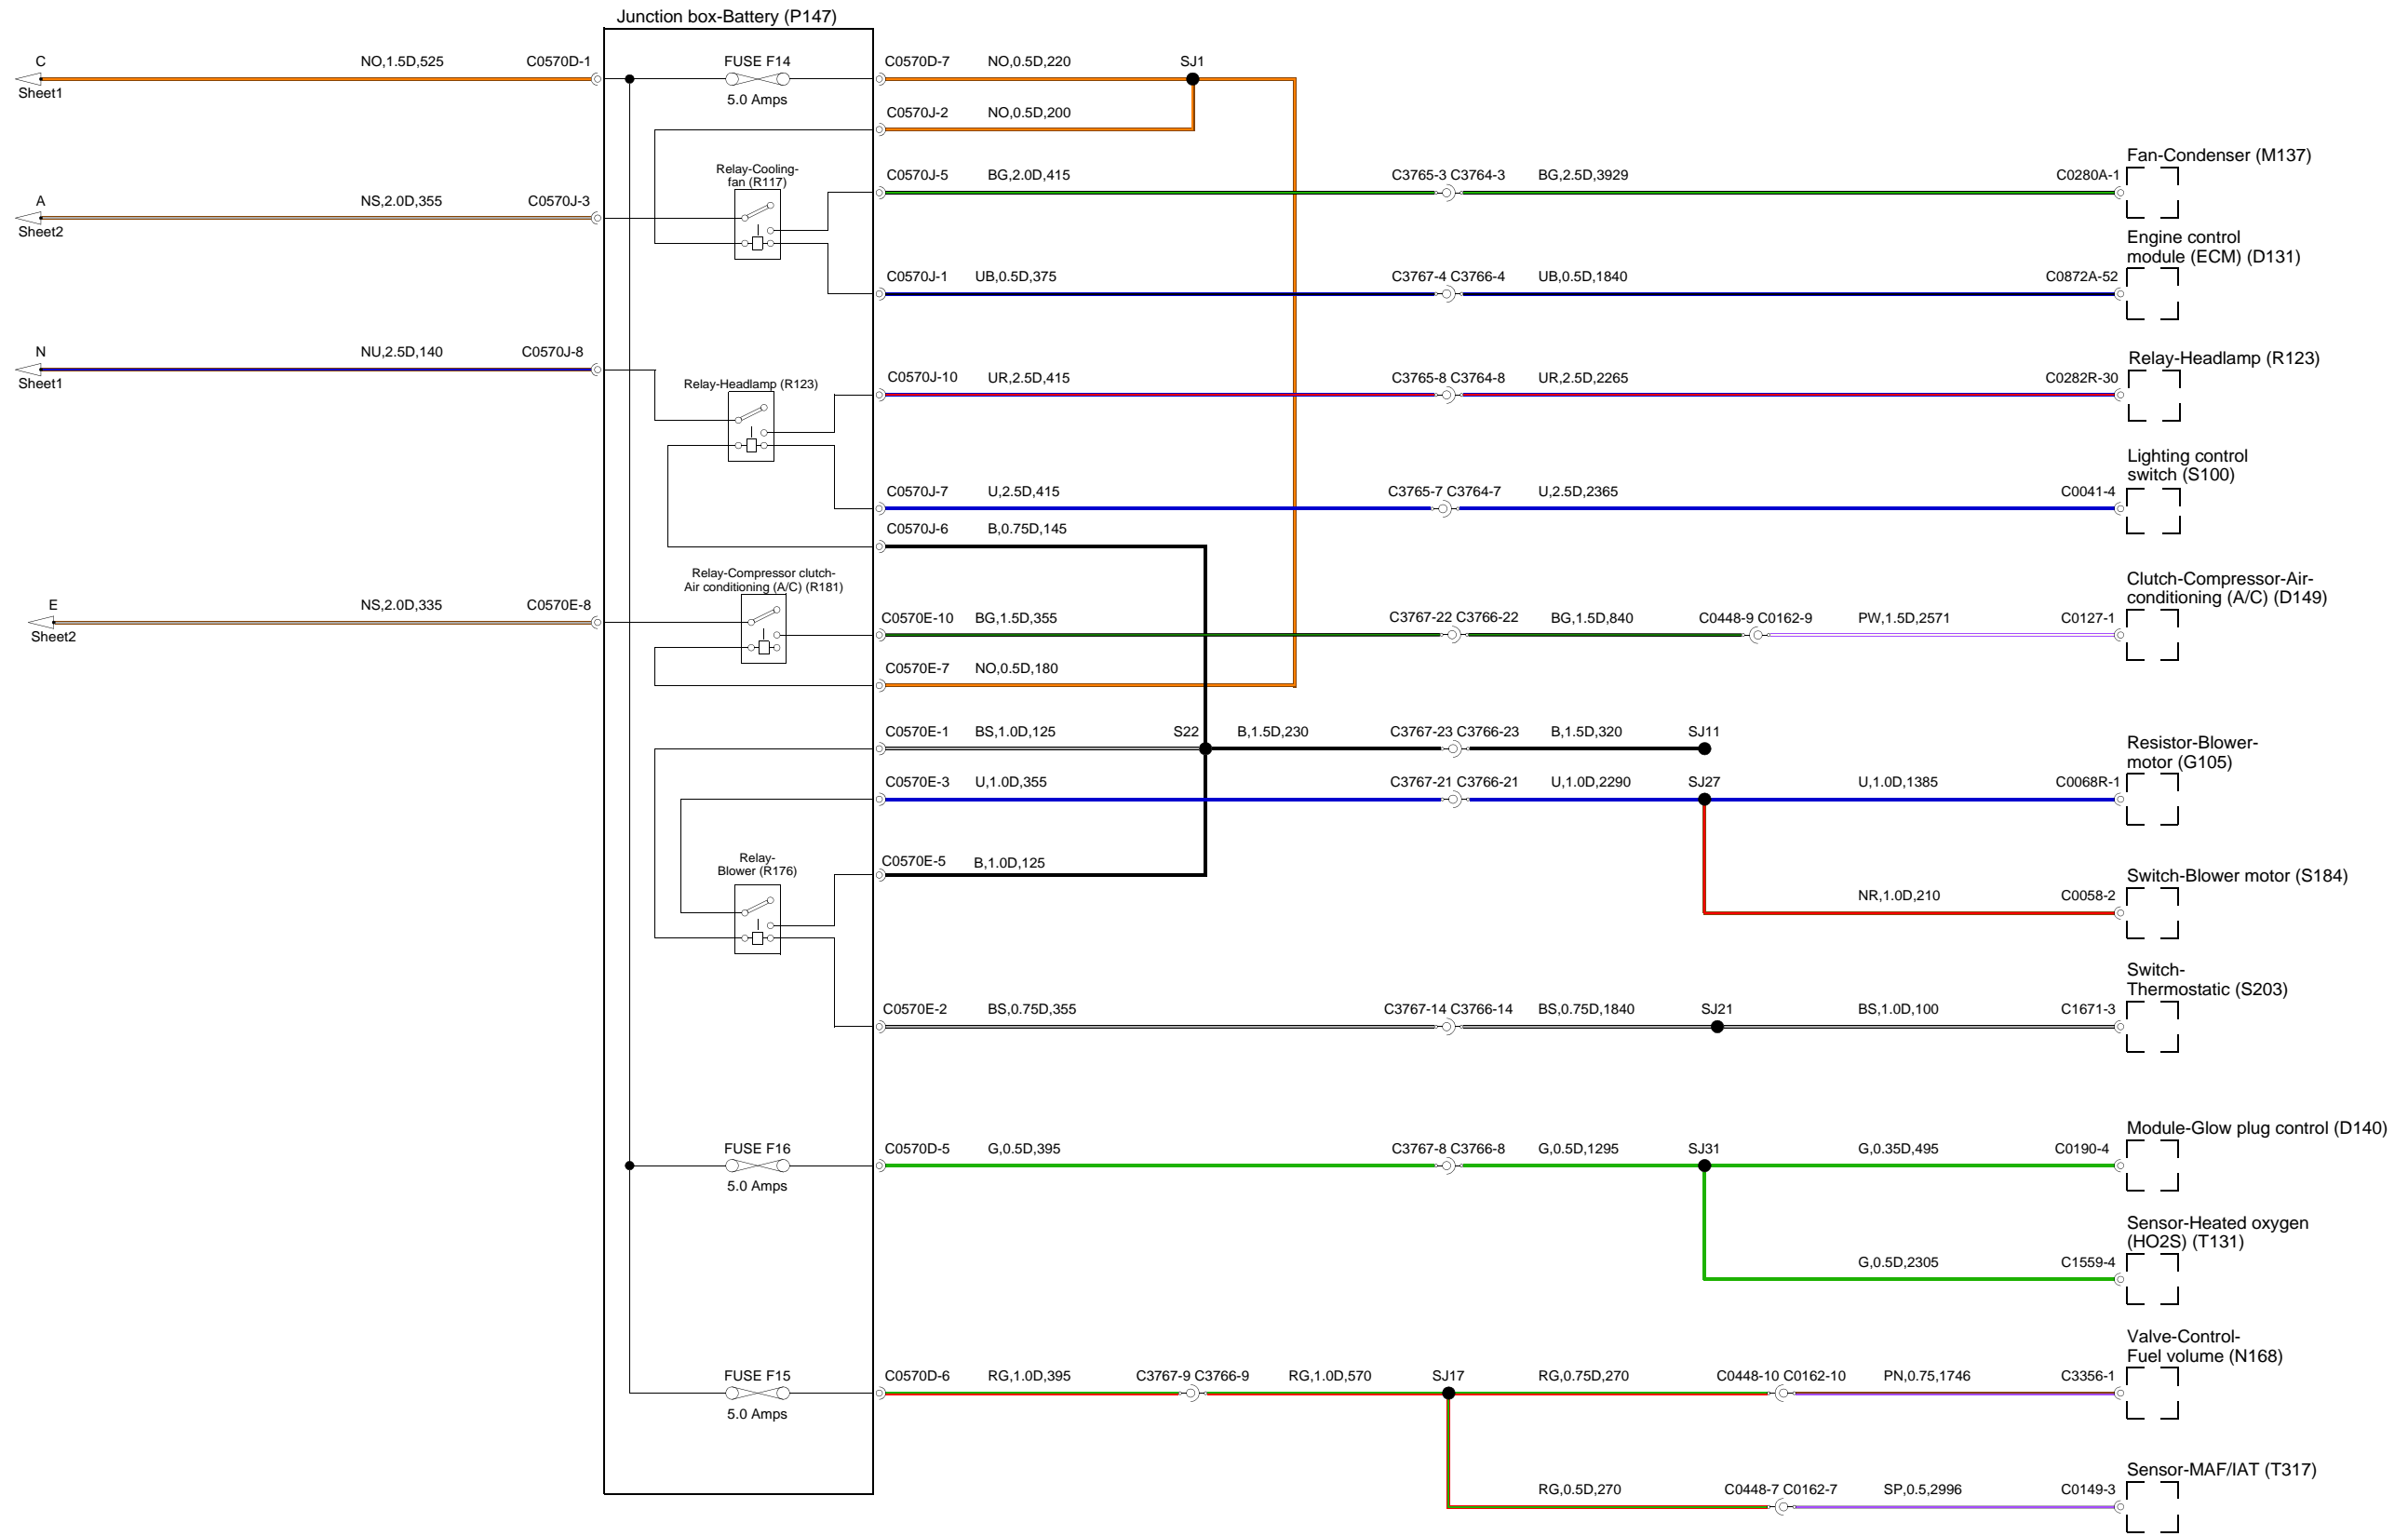 Junction box-Battery (P147)
C
Sheet1
NO,1.5D,525
C0570D-1
FUSE F14
5.0 Amps
C0570D-7
NO,0.5D,220
SJ1
C0570J-2
NO,0.5D,200
A
Sheet2
NS,2.0D,355
C0570J-3
Relay-Cooling-
fan (R117)
C0570J-5
BG,2.0D,415
C3765-3 C3764-3
BG,2.5D,3929
C0280A-1
Fan-Condenser (M137)
C0570J-1
UB,0.5D,375
C3767-4 C3766-4
UB,0.5D,1840
C0872A-52
Engine control
module (ECM) (D131)
N
Sheet1
NU,2.5D,140
C0570J-8
Relay-Headlamp (R123)
C0570J-10
UR,2.5D,415
C3765-8 C3764-8
UR,2.5D,2265
C0282R-30
Relay-Headlamp (R123)
C0570J-7
U,2.5D,415
C3765-7 C3764-7
U,2.5D,2365
C0041-4
Lighting control
switch (S100)
C0570J-6
B,0.75D,145
E
Sheet2
NS,2.0D,335
C0570E-8
Relay-Compressor clutch-
Air conditioning (A/C) (R181)
C0570E-10
BG,1.5D,355
C3767-22 C3766-22
BG,1.5D,840
C0448-9 C0162-9
PW,1.5D,2571
C0127-1
Clutch-Compressor-Air-
conditioning (A/C) (D149)
C0570E-7
NO,0.5D,180
C0570E-1
BS,1.0D,125
S22
B,1.5D,230
C3767-23 C3766-23
B,1.5D,320
SJ11
C0570E-3
U,1.0D,355
C3767-21 C3766-21
U,1.0D,2290
SJ27
U,1.0D,1385
C0068R-1
Resistor-Blower-
motor (G105)
Relay-
Blower (R176)
C0570E-5
B,1.0D,125
NR,1.0D,210
C0058-2
Switch-Blower motor (S184)
C0570E-2
BS,0.75D,355
C3767-14 C3766-14
BS,0.75D,1840
SJ21
BS,1.0D,100
C1671-3
Switch-
Thermostatic (S203)
FUSE F16
5.0 Amps
C0570D-5
G,0.5D,395
C3767-8 C3766-8
G,0.5D,1295
SJ31
G,0.35D,495
C0190-4
Module-Glow plug control (D140)
G,0.5D,2305
C1559-4
Sensor-Heated oxygen
(HO2S) (T131)
FUSE F15
5.0 Amps
C0570D-6
RG,1.0D,395
C3767-9 C3766-9
RG,1.0D,570
SJ17
RG,0.75D,270
C0448-10 C0162-10
PN,0.75,1746
C3356-1
Valve-Control-
Fuel volume (N168)
RG,0.5D,270
C0448-7 C0162-7
SP,0.5,2996
C0149-3
Sensor-MAF/IAT (T317)